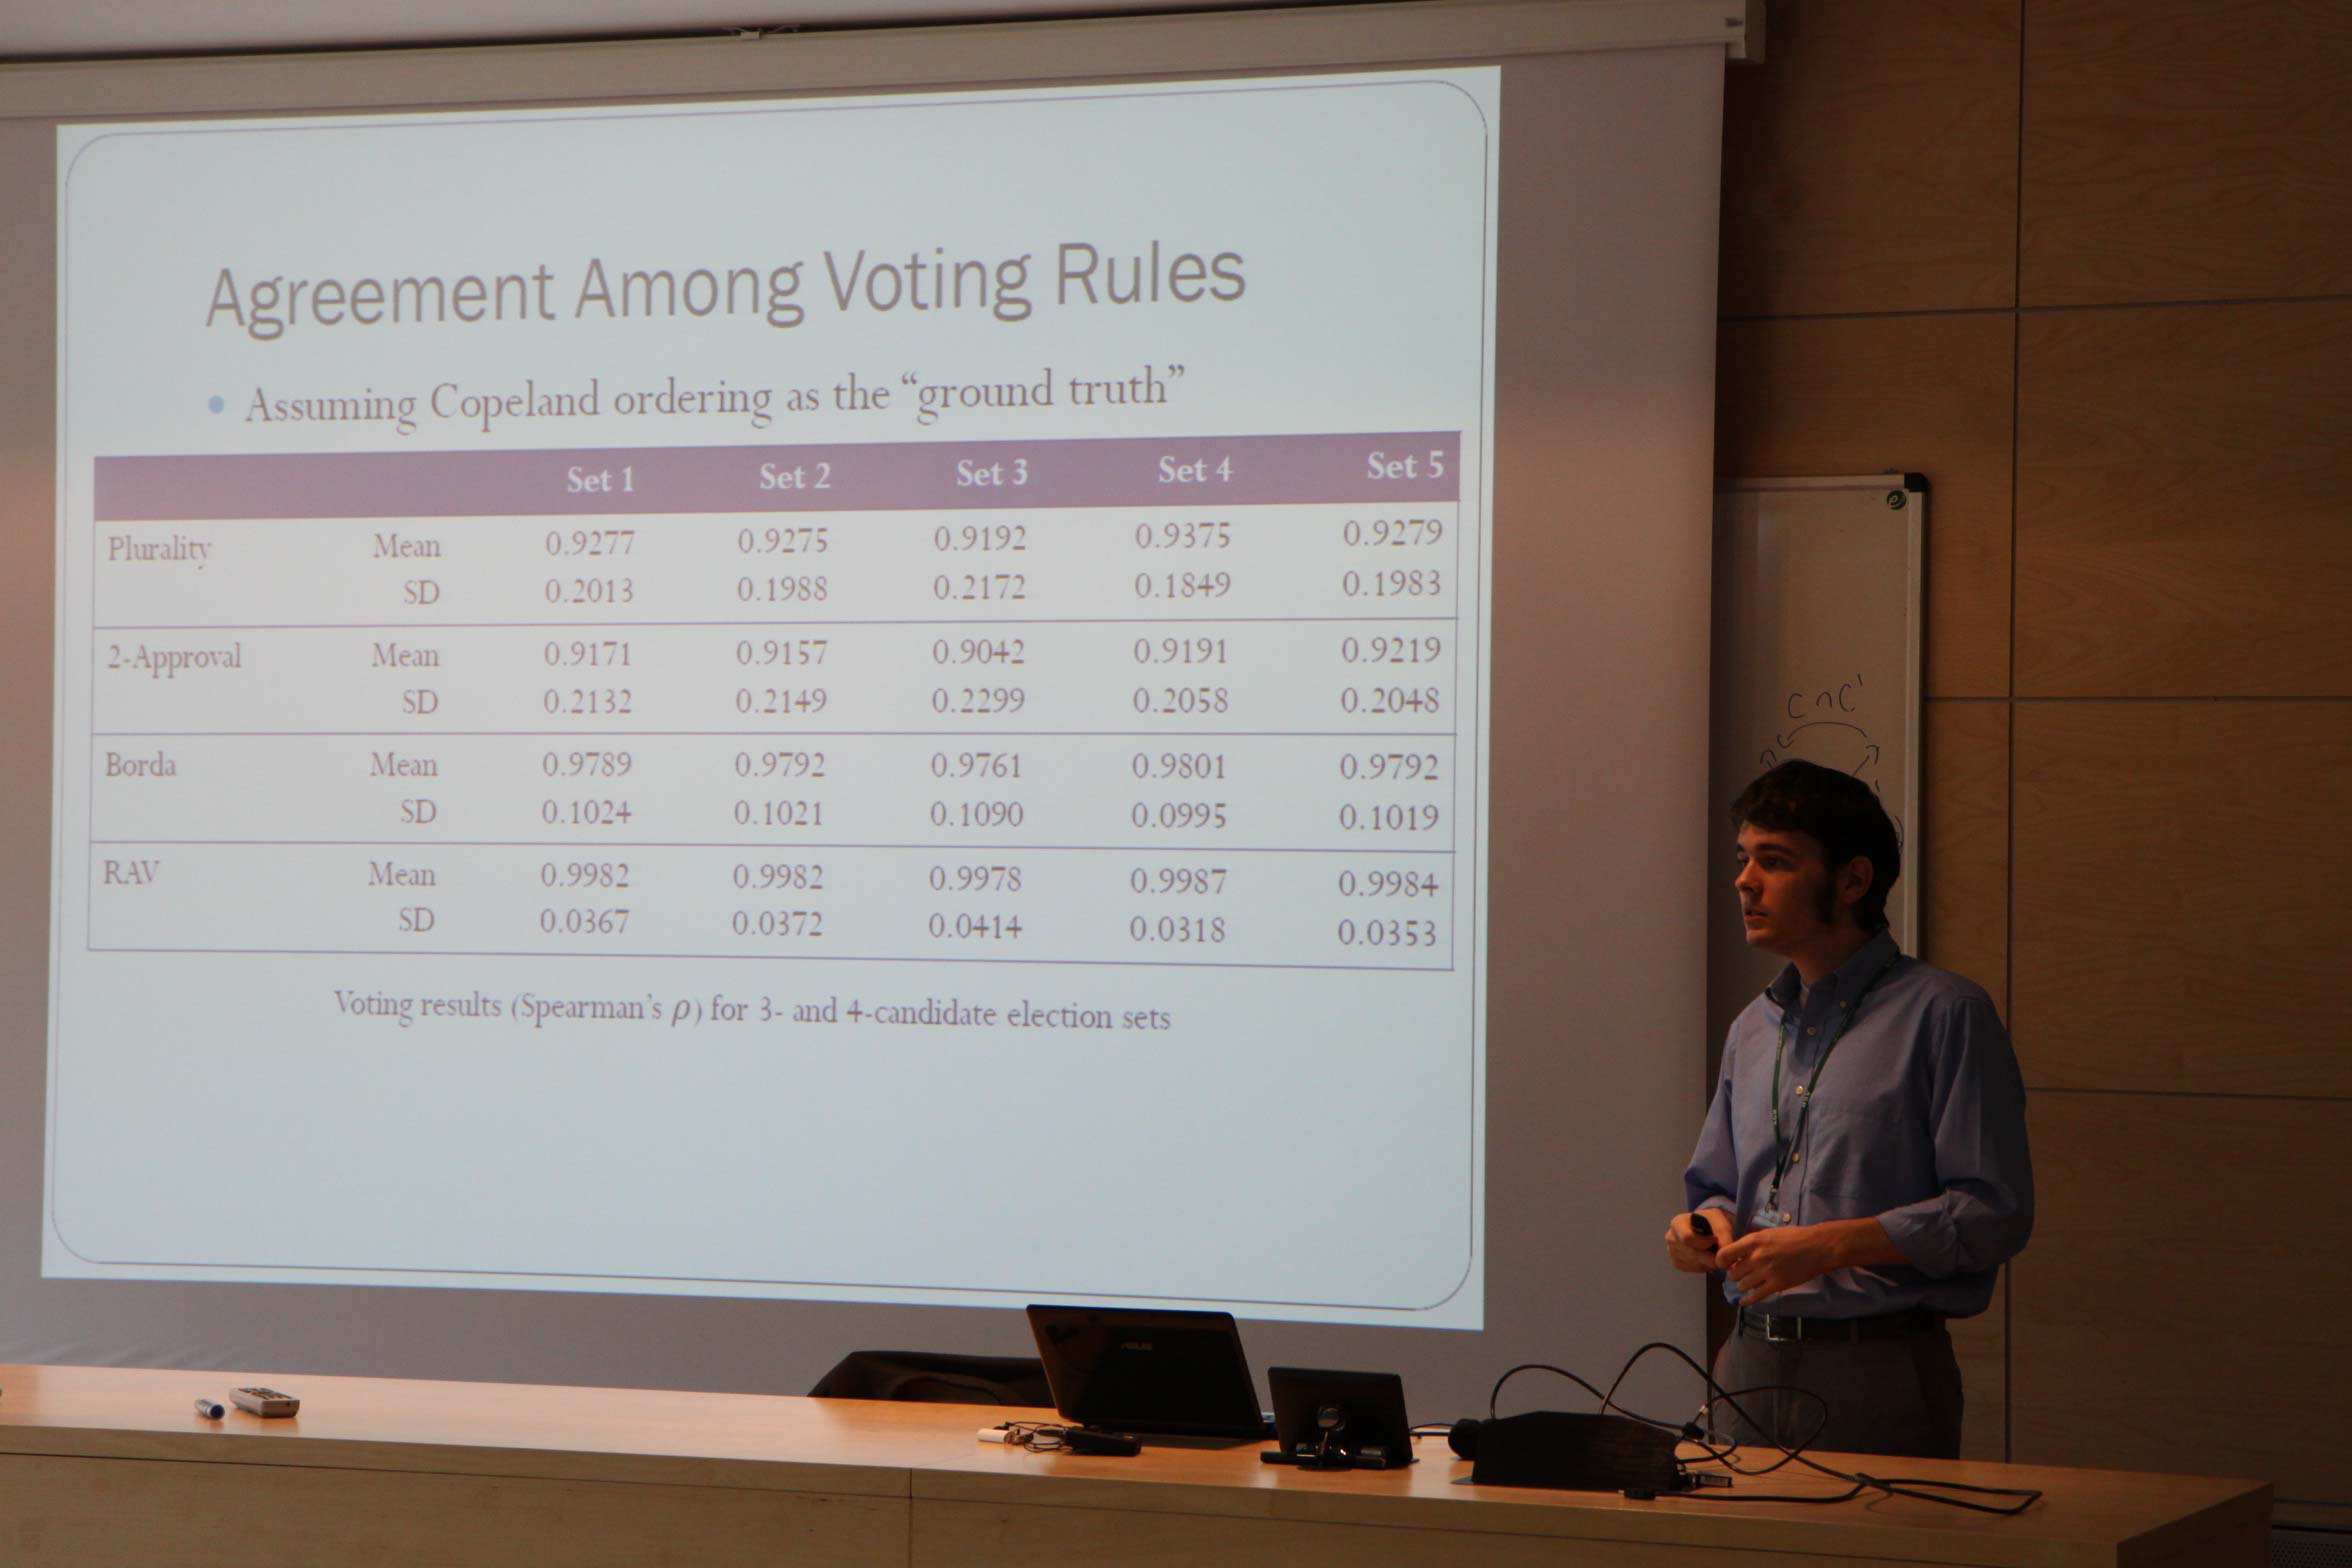 Agreement Among Voting Rules
• Assuming Copeland ordering as the “ground truth”
Set 1 Set 2 Set 3 Set 4 Set 5
Plurality Mean 0.9277 0.9275 0.9192 0.9375 0.9279
SD 0.2013 0.1988 0.2172 0.1849 0.1983
2-Approval Mean 0.9171 0.9157 0.9042 0.9191 0.9219
SD 0.2132 0.2149 0.2299 0.2058 0.2048
Borda Mean 0.9789 0.9792 0.9761 0.9801 0.9792
SD 0.1024 0.1021 0.1090 0.0995 0.1019
RAV Mean 0.9982 0.9982 0.9978 0.9987 0.9984
SD 0.0367 0.0372 0.0414 0.0318 0.0353
Voting results (Spearman’s ρ) for 3- and 4-candidate election sets
C ∩ C'
ASUS